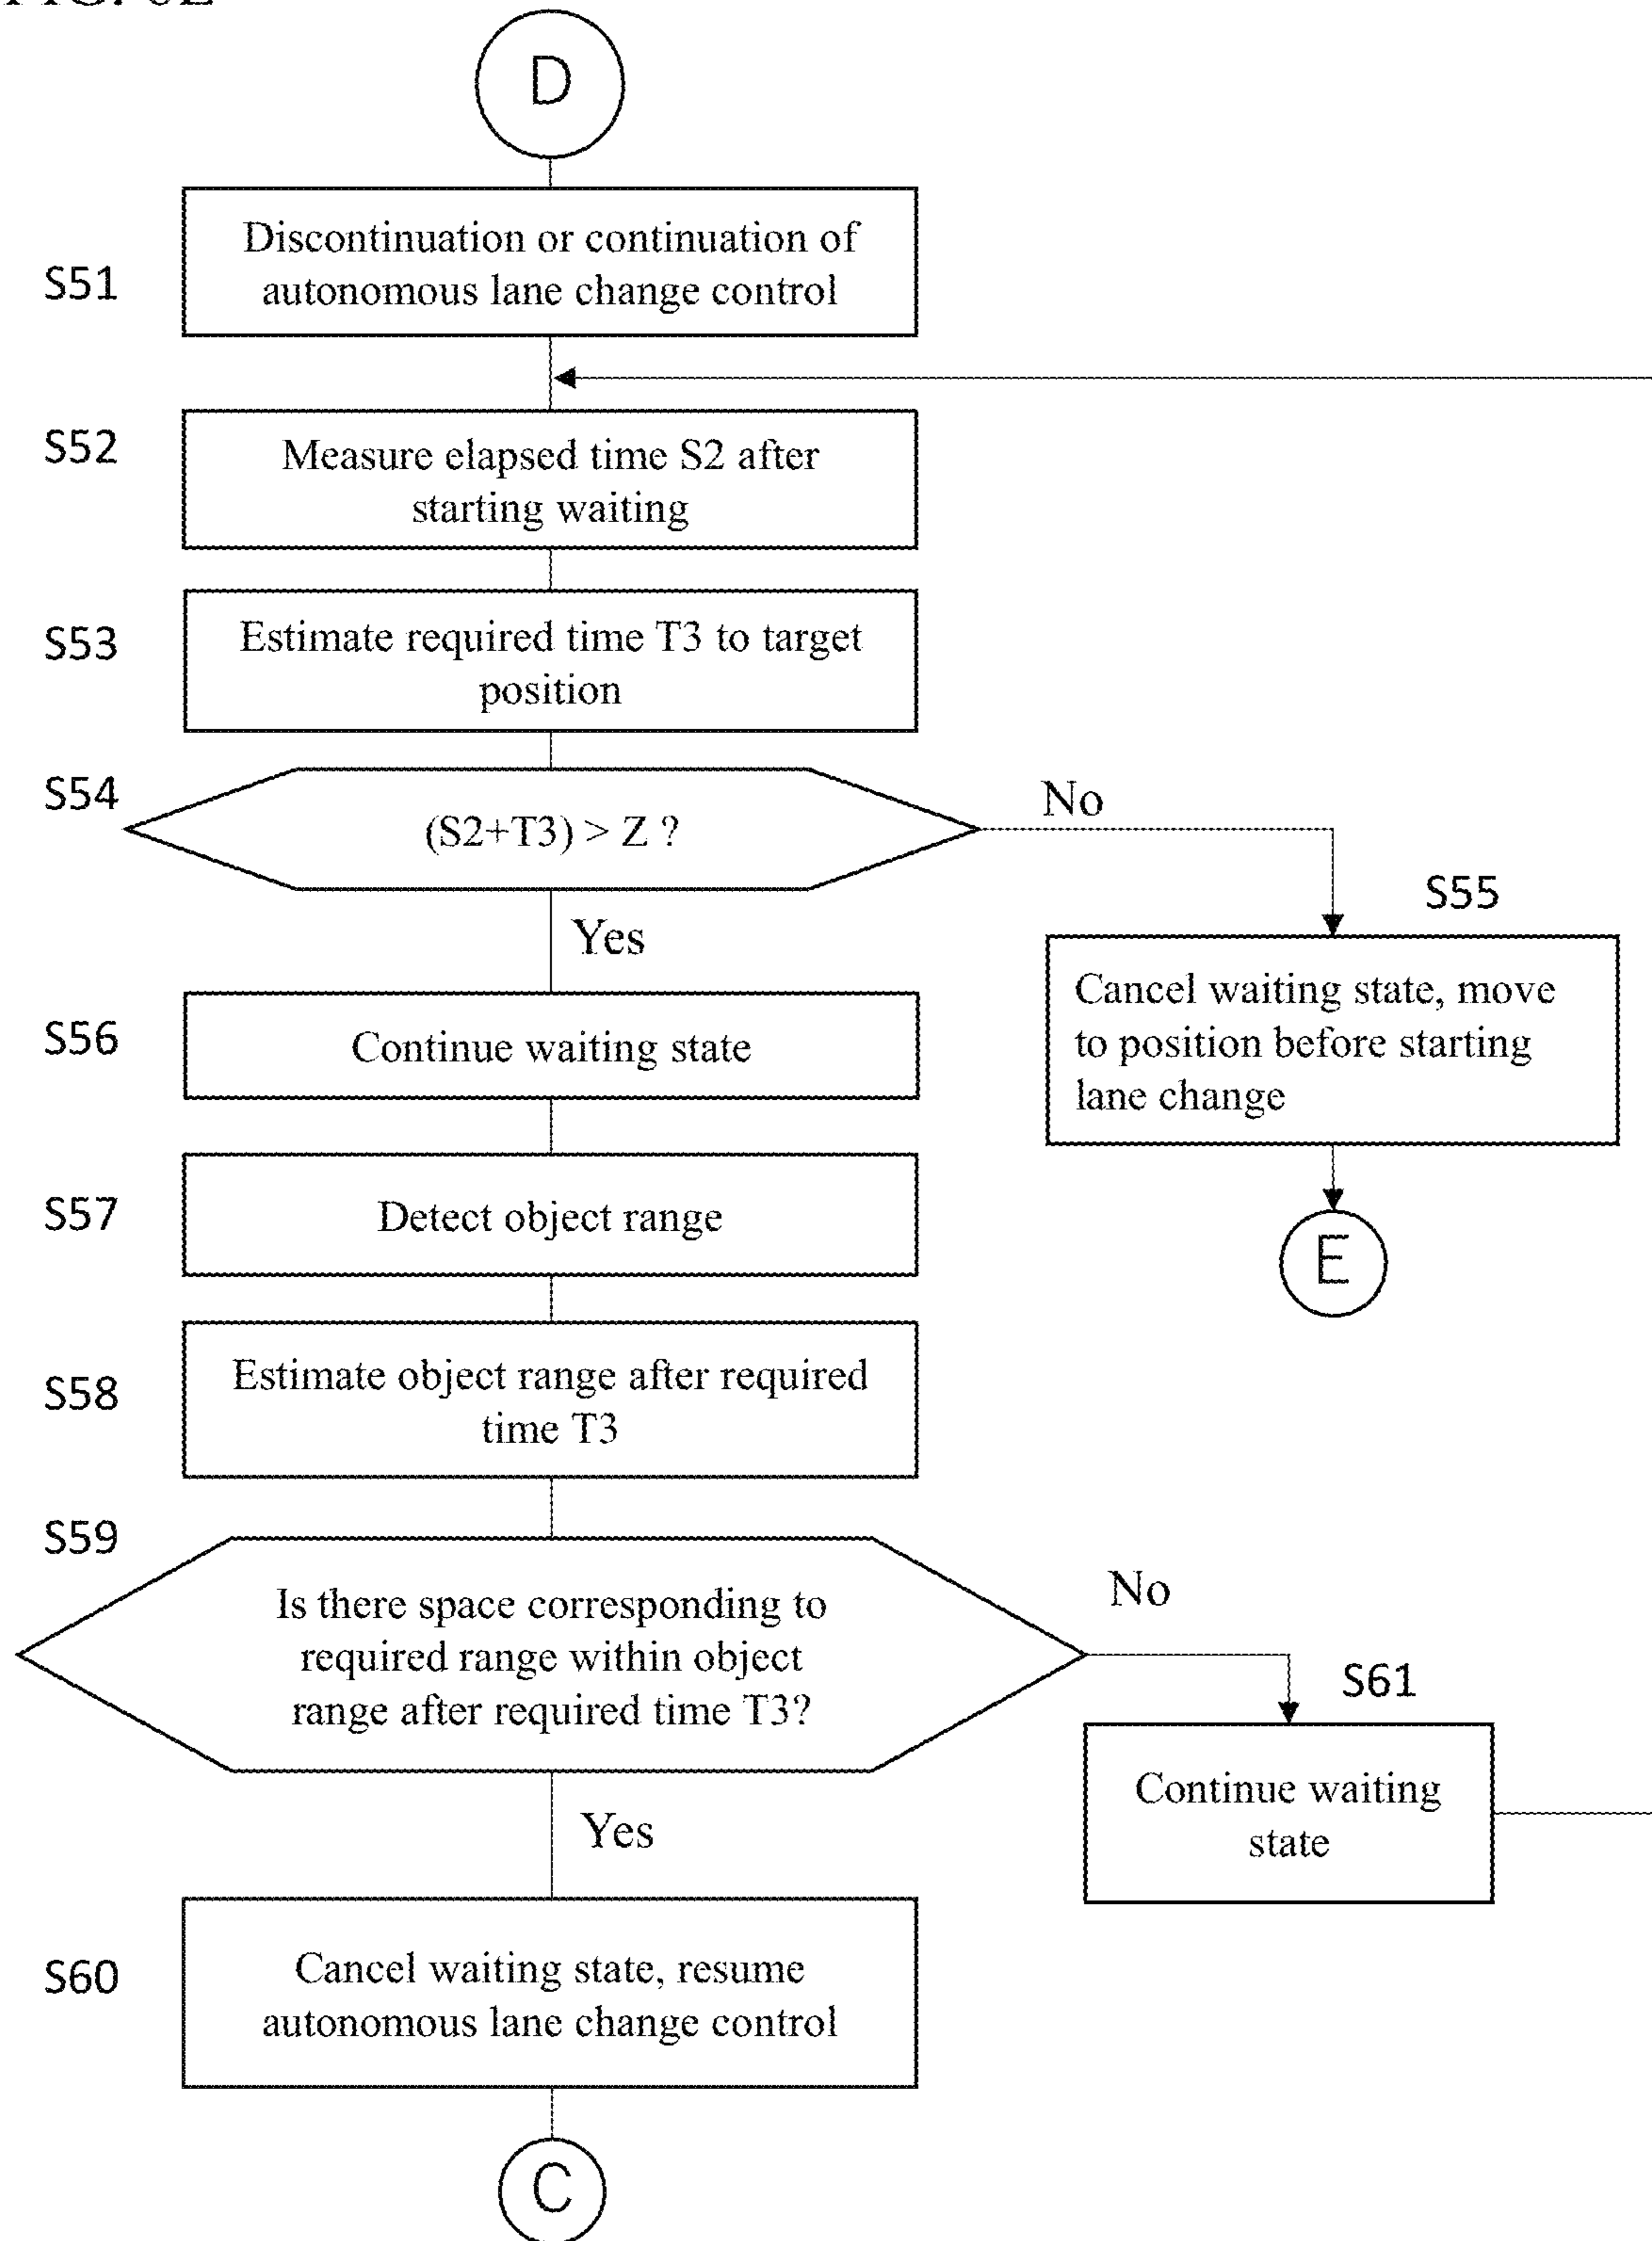 D
S51
Discontinuation or continuation of
autonomous lane change control
S52
Measure elapsed time S2 after
starting waiting
S53
Estimate required time T3 to target
position
S54
(S2+T3) > Z ?
No
Yes
S55
Cancel waiting state, move
to position before starting
lane change
E
S56
Continue waiting state
S57
Detect object range
S58
Estimate object range after required
time T3
S59
Is there space corresponding to
required range within object
range after required time T3?
No
Yes
S61
Continue waiting
state
S60
Cancel waiting state, resume
autonomous lane change control
C